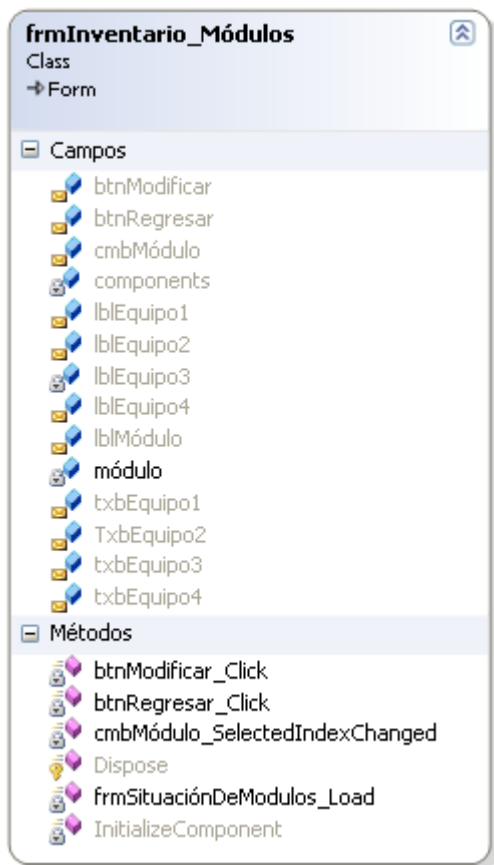 frmInventario_Módulos
Class
Form
Campos
btnModificar
btnRegresar
cmbMódulo
components
lblEquipo1
lblEquipo2
lblEquipo3
lblEquipo4
lblMódulo
módulo
txbEquipo1
TxbEquipo2
txbEquipo3
txbEquipo4
Métodos
btnModificar_Click
btnRegresar_Click
cmbMódulo_SelectedIndexChanged
Dispose
frmSituaciónDeModulos_Load
InitializeComponent